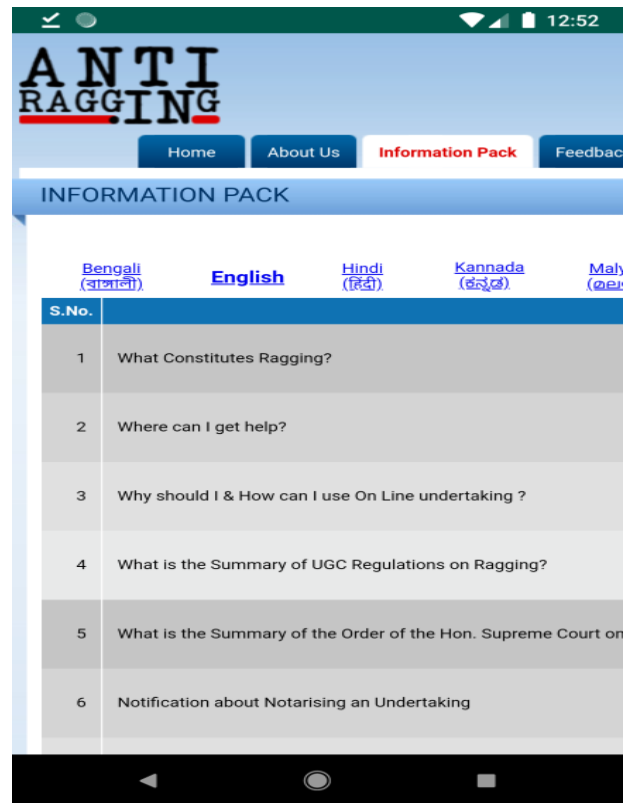 12:52
ANTI
RAGGING
Home About Us Information Pack Feedbac
INFORMATION PACK
Bengali English Hindi Kannada Maly
(বাঙ্গালী) (हिंदी) (ಕನ್ನಡ) (മല
S.No.
1 What Constitutes Ragging?
2 Where can I get help?
3 Why should I & How can I use On Line undertaking ?
4 What is the Summary of UGC Regulations on Ragging?
5 What is the Summary of the Order of the Hon. Supreme Court on
6 Notification about Notarising an Undertaking